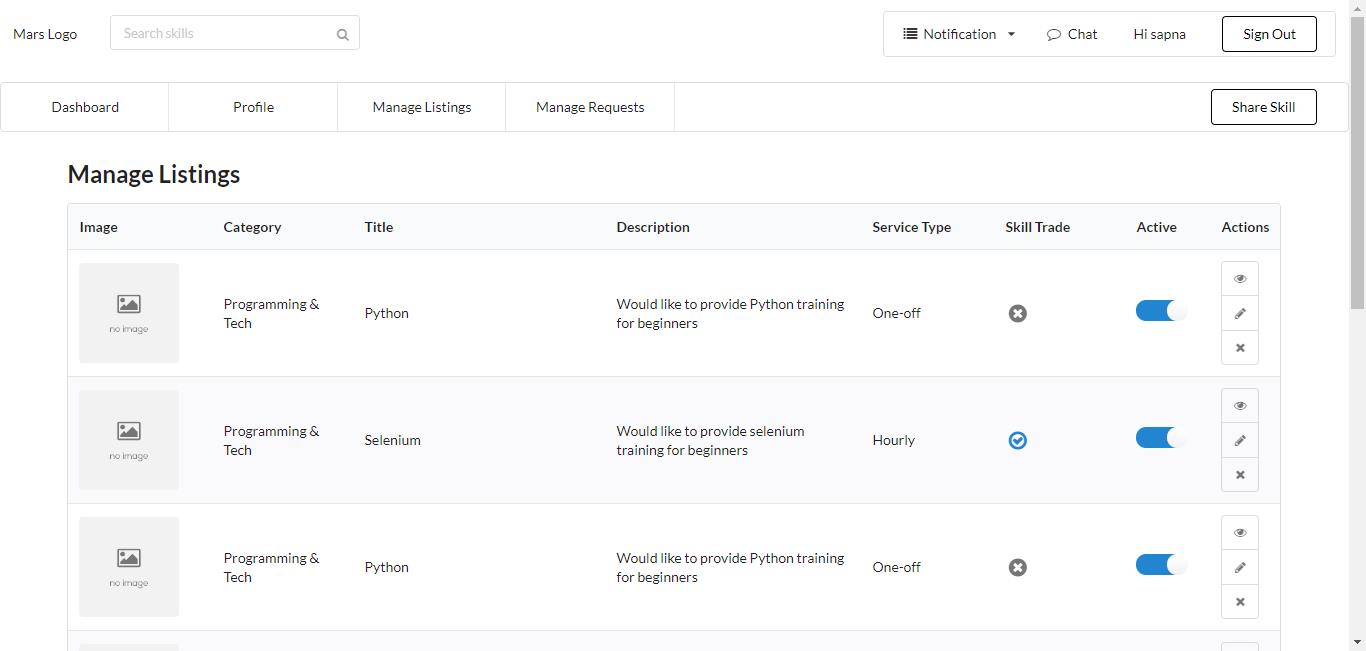 Mars Logo
Search skills
Notification
Chat
Hi sapna
Sign Out
Dashboard
Profile
Manage Listings
Manage Requests
Share Skill
Manage Listings
Image Category Title Description Service Type Skill Trade Active Actions
no image
Programming &
Tech
Python
Would like to provide Python training
for beginners
One-off
no image
Programming &
Tech
Selenium
Would like to provide selenium
training for beginners
Hourly
no image
Programming &
Tech
Python
Would like to provide Python training
for beginners
One-off